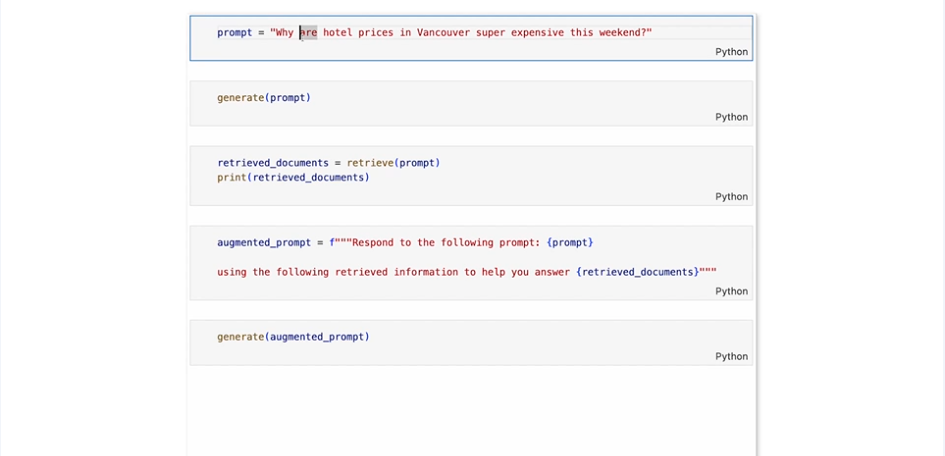 prompt = "Why are hotel prices in Vancouver super expensive this weekend?"
Python
generate(prompt)
Python
retrieved_documents = retrieve(prompt)
print(retrieved_documents)
Python
augmented_prompt = f"""Respond to the following prompt: {prompt}
using the following retrieved information to help you answer {retrieved_documents}"""
Python
generate(augmented_prompt)
Python